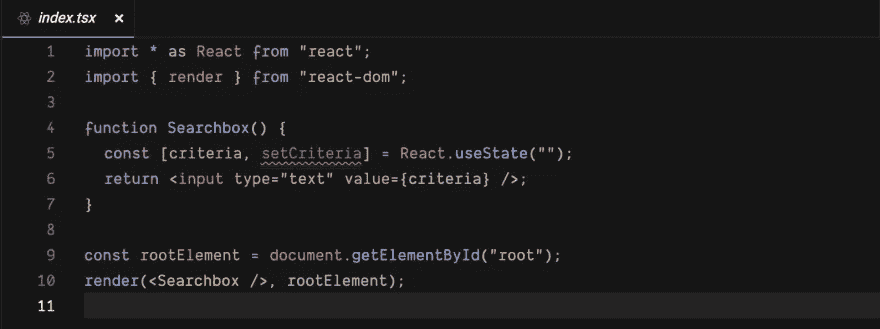 index.tsx ×
1 import * as React from "react";
2 import { render } from "react-dom";
3
4 function Searchbox() {
5   const [criteria, setCriteria] = React.useState("");
6   return <input type="text" value={criteria} />;
7 }
8
9 const rootElement = document.getElementById("root");
10 render(<Searchbox />, rootElement);
11